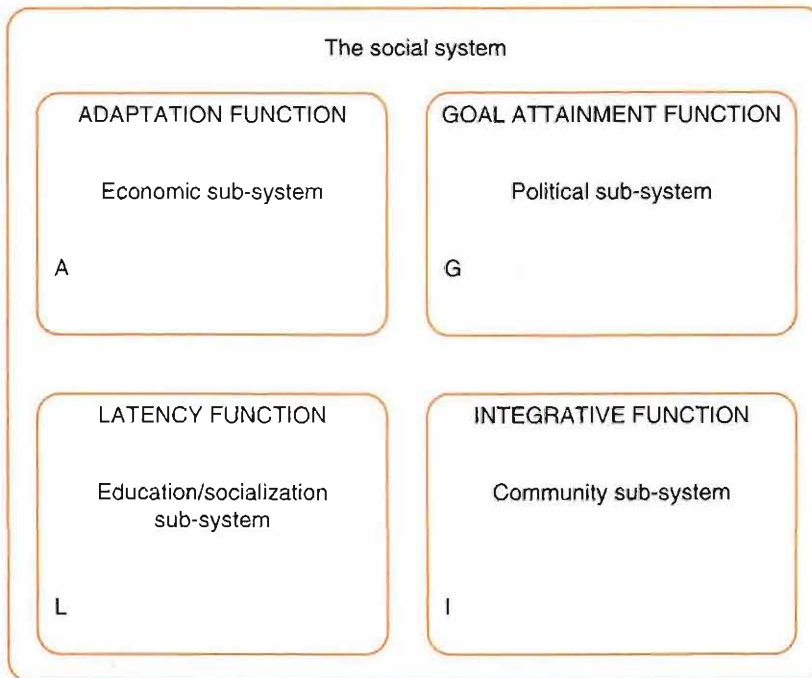 The social system
ADAPTATION FUNCTION
Economic sub-system
A
GOAL ATTAINMENT FUNCTION
Political sub-system
G
LATENCY FUNCTION
Education/socialization
sub-system
L
INTEGRATIVE FUNCTION
Community sub-system
I